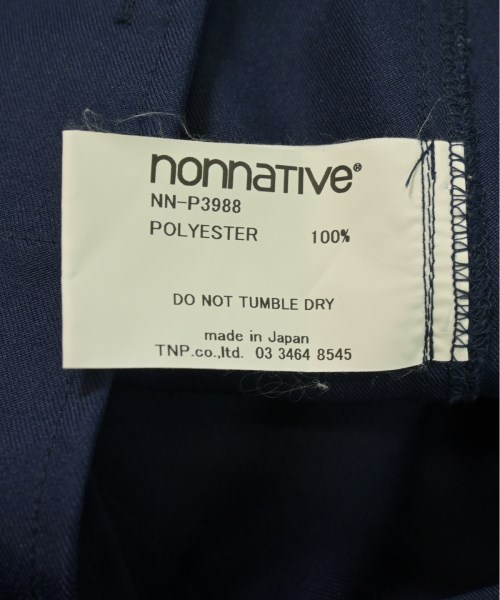 nonnative®
NN-P3988
POLYESTER 100%
DO NOT TUMBLE DRY
made in Japan
TNP.co.,ltd. 03 3464 8545